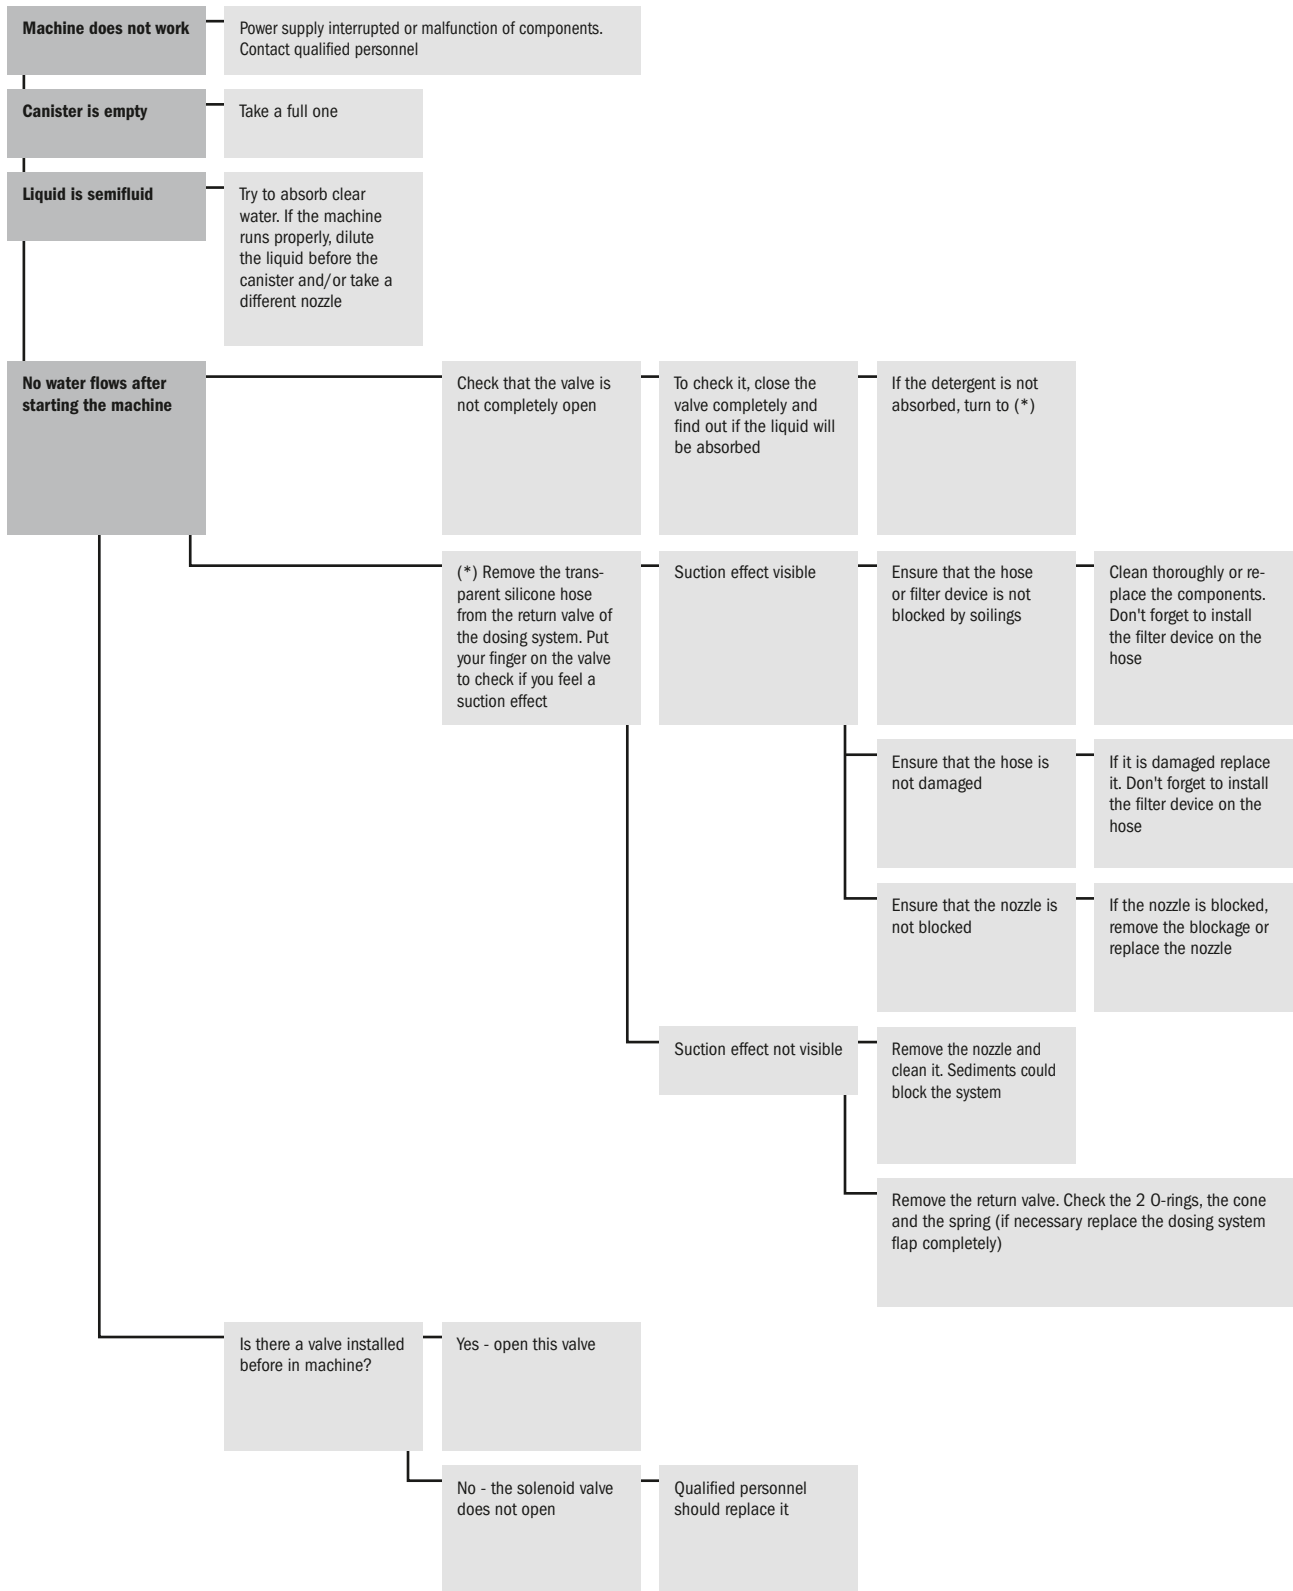 Machine does not work
Power supply interrupted or malfunction of components.
Contact qualified personnel
Canister is empty
Take a full one
Liquid is semifluid
Try to absorb clear
water. If the machine
runs properly, dilute
the liquid before the
canister and/or take a
different nozzle
No water flows after
starting the machine
Check that the valve is
not completely open
To check it, close the
valve completely and
find out if the liquid will
be absorbed
If the detergent is not
absorbed, turn to (*)
(*) Remove the trans-
parent silicone hose
from the return valve of
the dosing system. Put
your finger on the valve
to check if you feel a
suction effect
Suction effect visible
Ensure that the hose
or filter device is not
blocked by soilings
Clean thoroughly or re-
place the components.
Don't forget to install
the filter device on the
hose
Ensure that the hose is
not damaged
If it is damaged replace
it. Don't forget to install
the filter device on the
hose
Ensure that the nozzle is
not blocked
If the nozzle is blocked,
remove the blockage or
replace the nozzle
Suction effect not visible
Remove the nozzle and
clean it. Sediments could
block the system
Remove the return valve. Check the 2 O-rings, the cone
and the spring (if necessary replace the dosing system
flap completely)
Is there a valve installed
before in machine?
Yes - open this valve
No - the solenoid valve
does not open
Qualified personnel
should replace it